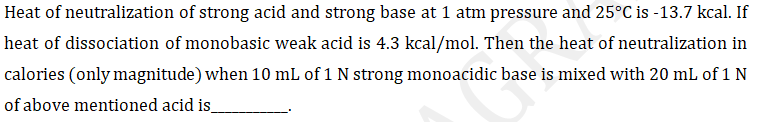 Heat of neutralization of strong acid and strong base at 1 atm pressure and 25°C is -13.7 kcal. If
heat of dissociation of monobasic weak acid is 4.3 kcal/mol. Then the heat of neutralization in
calories (only magnitude) when 10 mL of 1 N strong monoacidic base is mixed with 20 mL of 1 N
of above mentioned acid is___________.